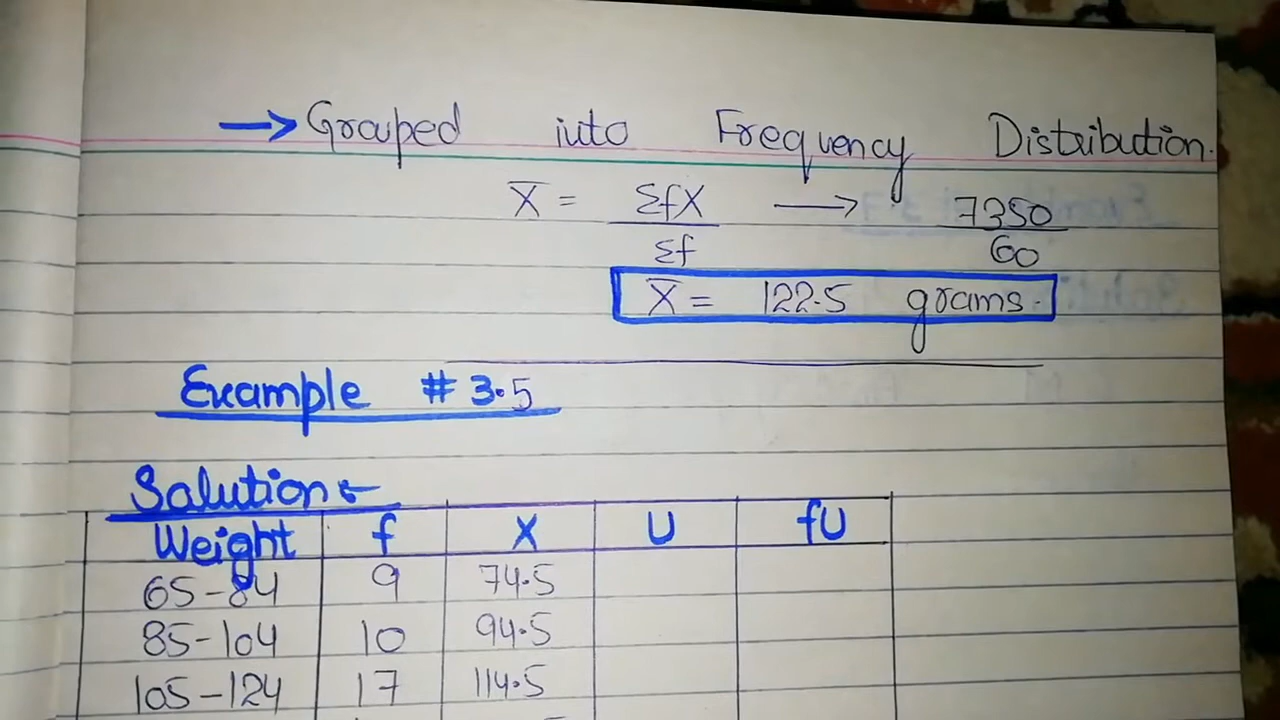 → Grouped into Frequency Distribution.
X̅ = ΣfX → 7350
Σf 60
X̅ = 122.5 grams.
Example # 3.5
Solution:-
Weight f X U fU
65-84 9 74.5
85-104 10 94.5
105-124 17 114.5